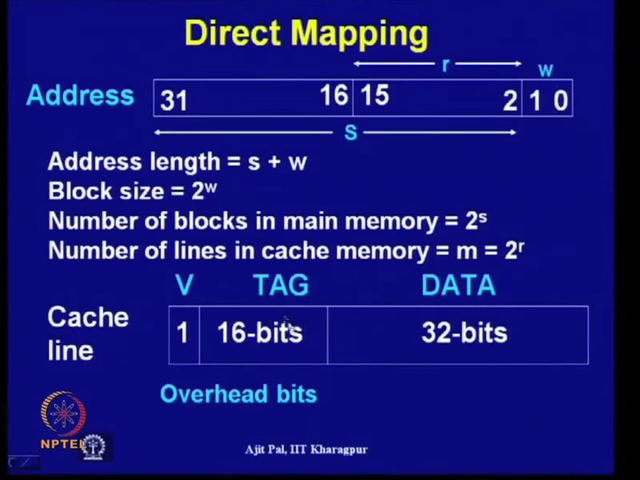 Direct Mapping
r
w
Address 31 16 15 2 1 0
S
Address length = s + w
Block size = 2ʷ
Number of blocks in main memory = 2ˢ
Number of lines in cache memory = m = 2ʳ
V TAG DATA
Cache line 1 16-bits 32-bits
Overhead bits
NPTEL
Ajit Pal, IIT Kharagpur